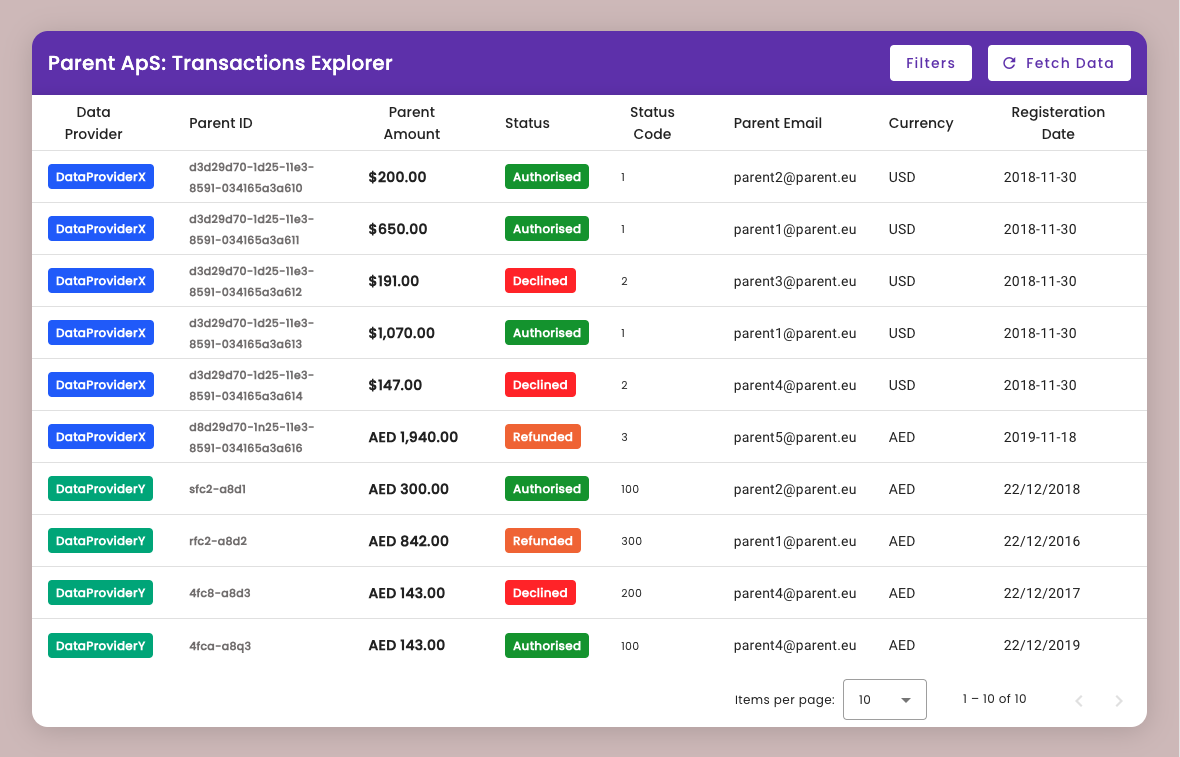 Parent ApS: Transactions Explorer
Filters
Fetch Data
Data Provider
Parent ID
Parent Amount
Status
Status Code
Parent Email
Currency
Registeration Date
DataProviderX d3d29d70-1d25-11e3-8591-034165a3a610 $200.00 Authorised 1 parent2@parent.eu USD 2018-11-30
DataProviderX d3d29d70-1d25-11e3-8591-034165a3a611 $650.00 Authorised 1 parent1@parent.eu USD 2018-11-30
DataProviderX d3d29d70-1d25-11e3-8591-034165a3a612 $191.00 Declined 2 parent3@parent.eu USD 2018-11-30
DataProviderX d3d29d70-1d25-11e3-8591-034165a3a613 $1,070.00 Authorised 1 parent1@parent.eu USD 2018-11-30
DataProviderX d3d29d70-1d25-11e3-8591-034165a3a614 $147.00 Declined 2 parent4@parent.eu USD 2018-11-30
DataProviderX d8d29d70-1n25-11e3-8591-034165a3a616 AED 1,940.00 Refunded 3 parent5@parent.eu AED 2019-11-18
DataProviderY sfc2-a8d1 AED 300.00 Authorised 100 parent2@parent.eu AED 22/12/2018
DataProviderY rfc2-a8d2 AED 842.00 Refunded 300 parent1@parent.eu AED 22/12/2016
DataProviderY 4fc8-a8d3 AED 143.00 Declined 200 parent4@parent.eu AED 22/12/2017
DataProviderY 4fca-a8q3 AED 143.00 Authorised 100 parent4@parent.eu AED 22/12/2019
Items per page: 10 1 – 10 of 10